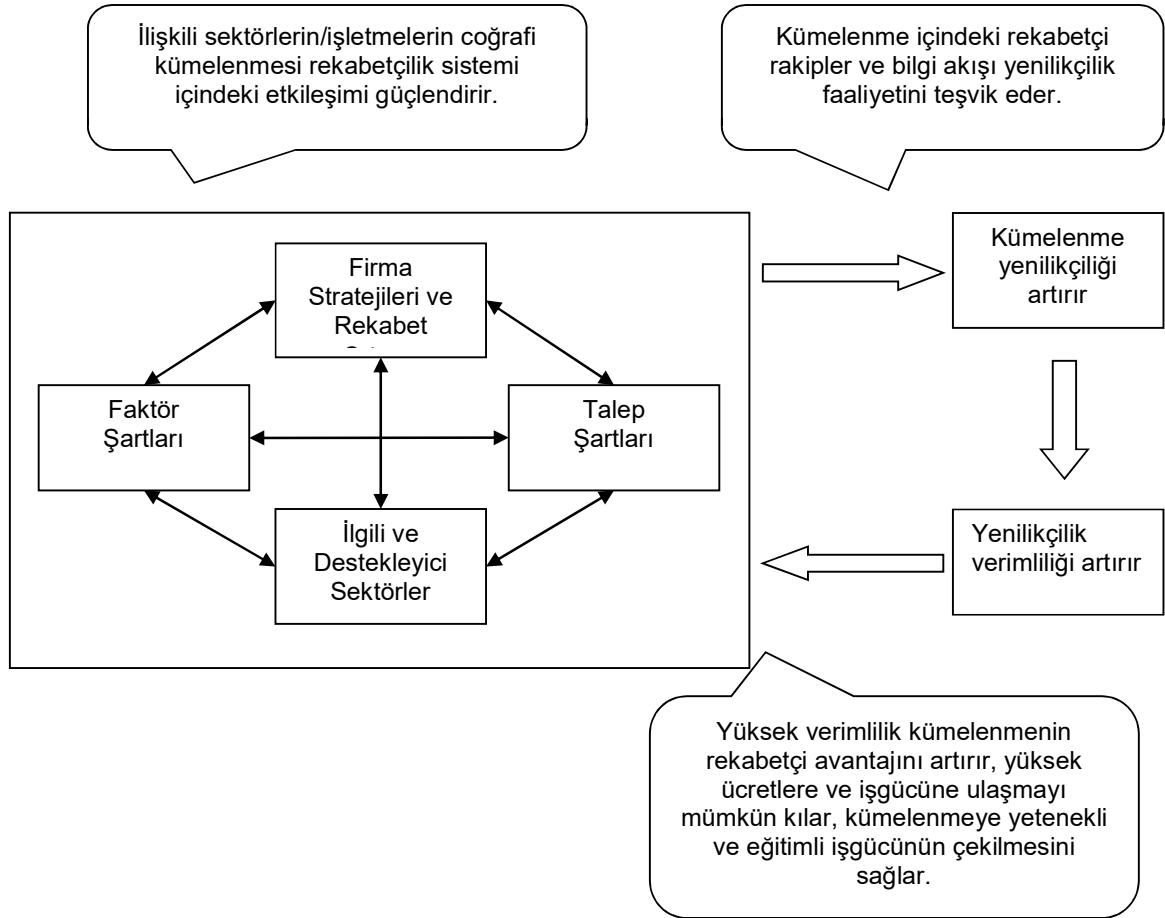 İlişkili sektörlerin/işletmelerin coğrafi
kümelenmesi rekabetçilik sistemi
içindeki etkileşimi güçlendirir.
Kümelenme içindeki rekabetçi
rakipler ve bilgi akışı yenilikçilik
faaliyetini teşvik eder.
Firma
Stratejileri ve
Rekabet
Kümelenme
yenilikçiliği
artırır
Faktör
Şartları
Talep
Şartları
İlgili ve
Destekleyici
Sektörler
Yenilikçilik
verimliliği artırır
Yüksek verimlilik kümelenmenin
rekabetçi avantajını artırır, yüksek
ücretlere ve işgücüne ulaşmayı
mümkün kılar, kümelenmeye yetenekli
ve eğitimli işgücünün çekilmesini
sağlar.